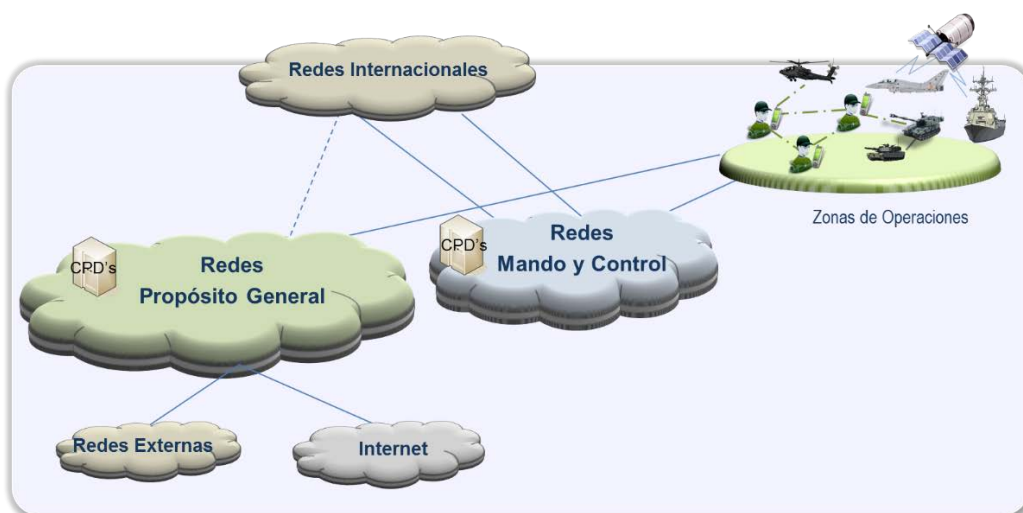 Redes Internacionales
Zonas de Operaciones
CPD's
Redes
Propósito General
CPD's
Redes
Mando y Control
Redes Externas
Internet